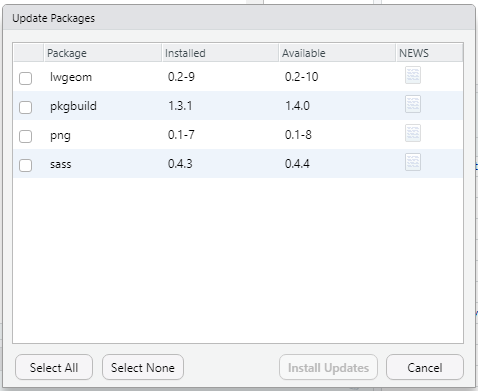 Update Packages
Package Installed Available NEWS
lwgeom 0.2-9 0.2-10
pkgbuild 1.3.1 1.4.0
png 0.1-7 0.1-8
sass 0.4.3 0.4.4
Select All Select None Install Updates Cancel